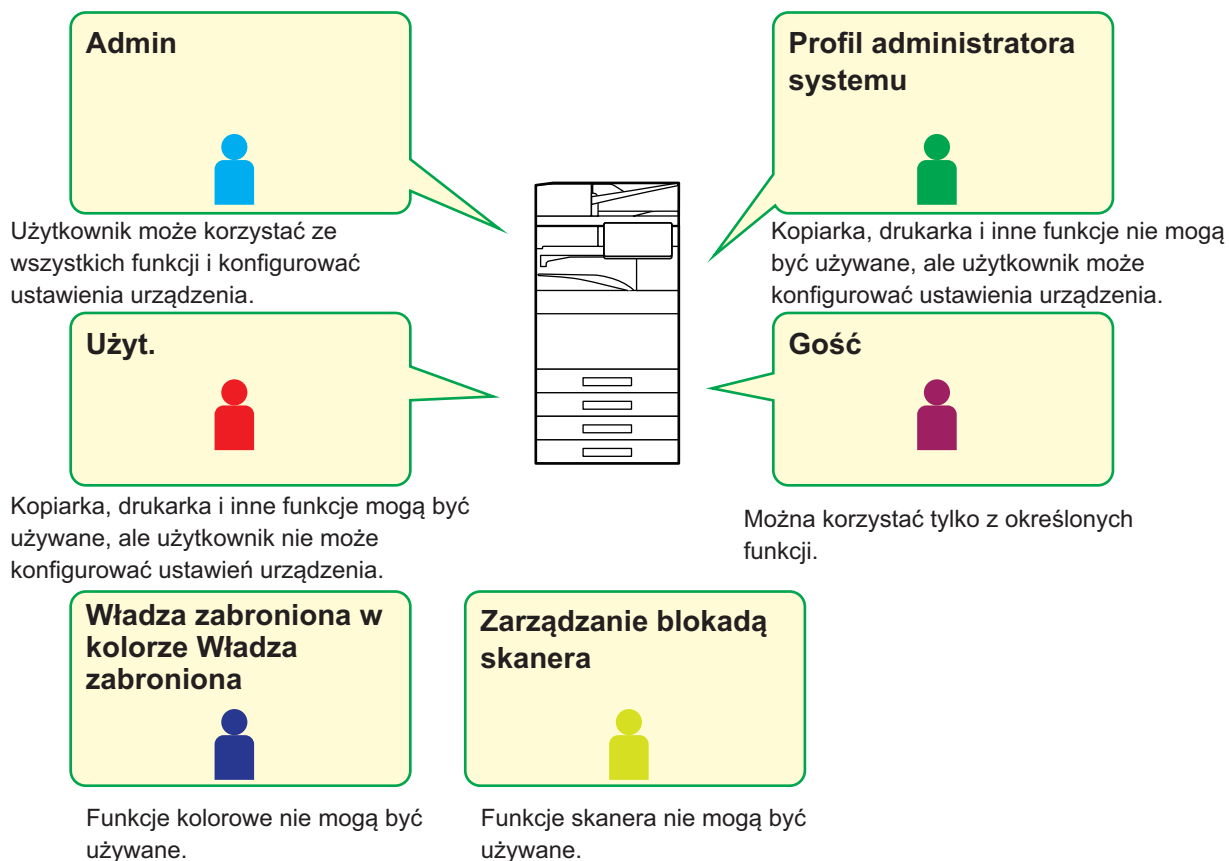 Admin
Użytkownik może korzystać ze
wszystkich funkcji i konfigurować
ustawienia urządzenia.
Profil administratora
systemu
Kopiarka, drukarka i inne funkcje nie mogą
być używane, ale użytkownik może
konfigurować ustawienia urządzenia.
Użyt.
Kopiarka, drukarka i inne funkcje mogą być
używane, ale użytkownik nie może
konfigurować ustawień urządzenia.
Gość
Można korzystać tylko z określonych
funkcji.
Władza zabroniona w
kolorze Władza
zabroniona
Funkcje kolorowe nie mogą być
używane.
Zarządzanie blokadą
skanera
Funkcje skanera nie mogą być
używane.